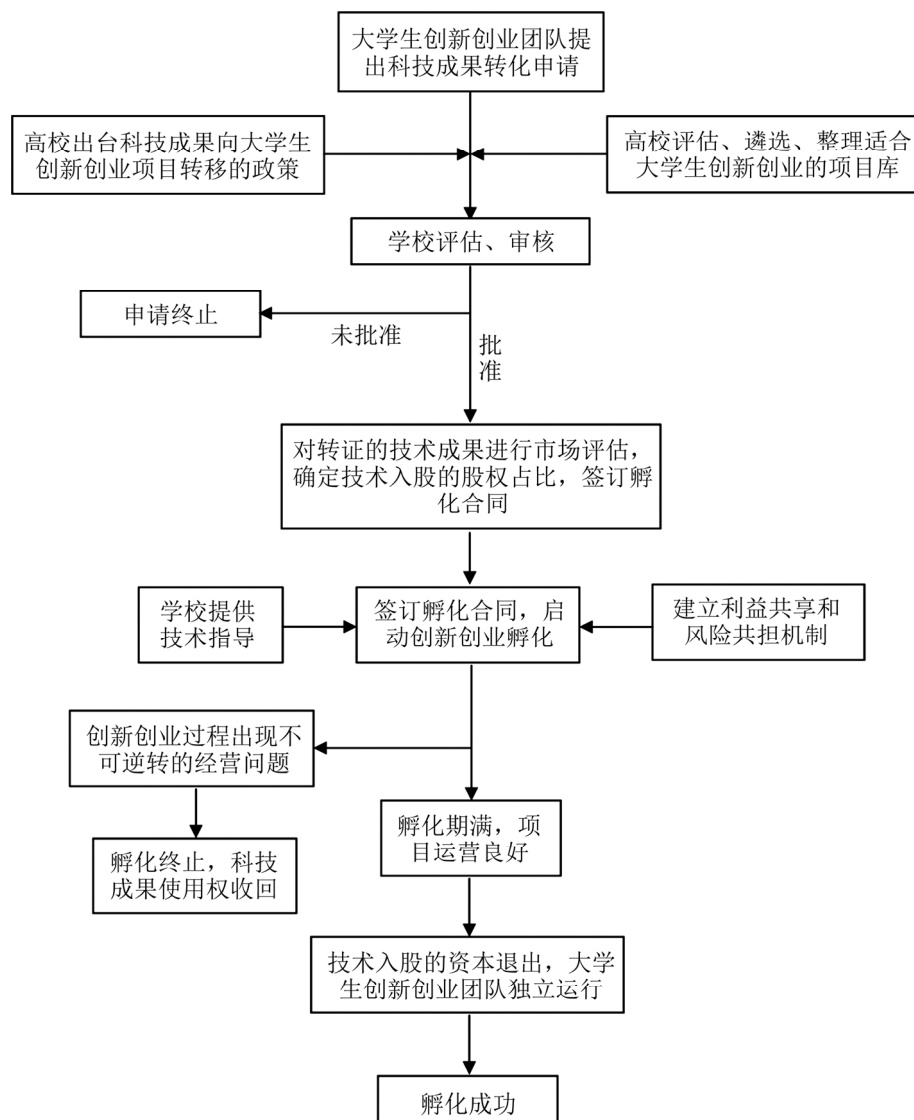 大学生创新创业团队提
出科技成果转化申请
高校出台科技成果向大学生
创新创业项目转移的政策
高校评估、遴选、整理适合
大学生创新创业的项目库
学校评估、审核
申请终止
未批准
批
准
对转证的技术成果进行市场评估，
确定技术入股的股权占比，签订孵
化合同
学校提供
技术指导
签订孵化合同，启
动创新创业孵化
建立利益共享和
风险共担机制
创新创业过程出现不
可逆转的经营问题
孵化期满，项
目运营良好
孵化终止，科技
成果使用权收回
技术入股的资本退出，大学
生创新创业团队独立运行
孵化成功